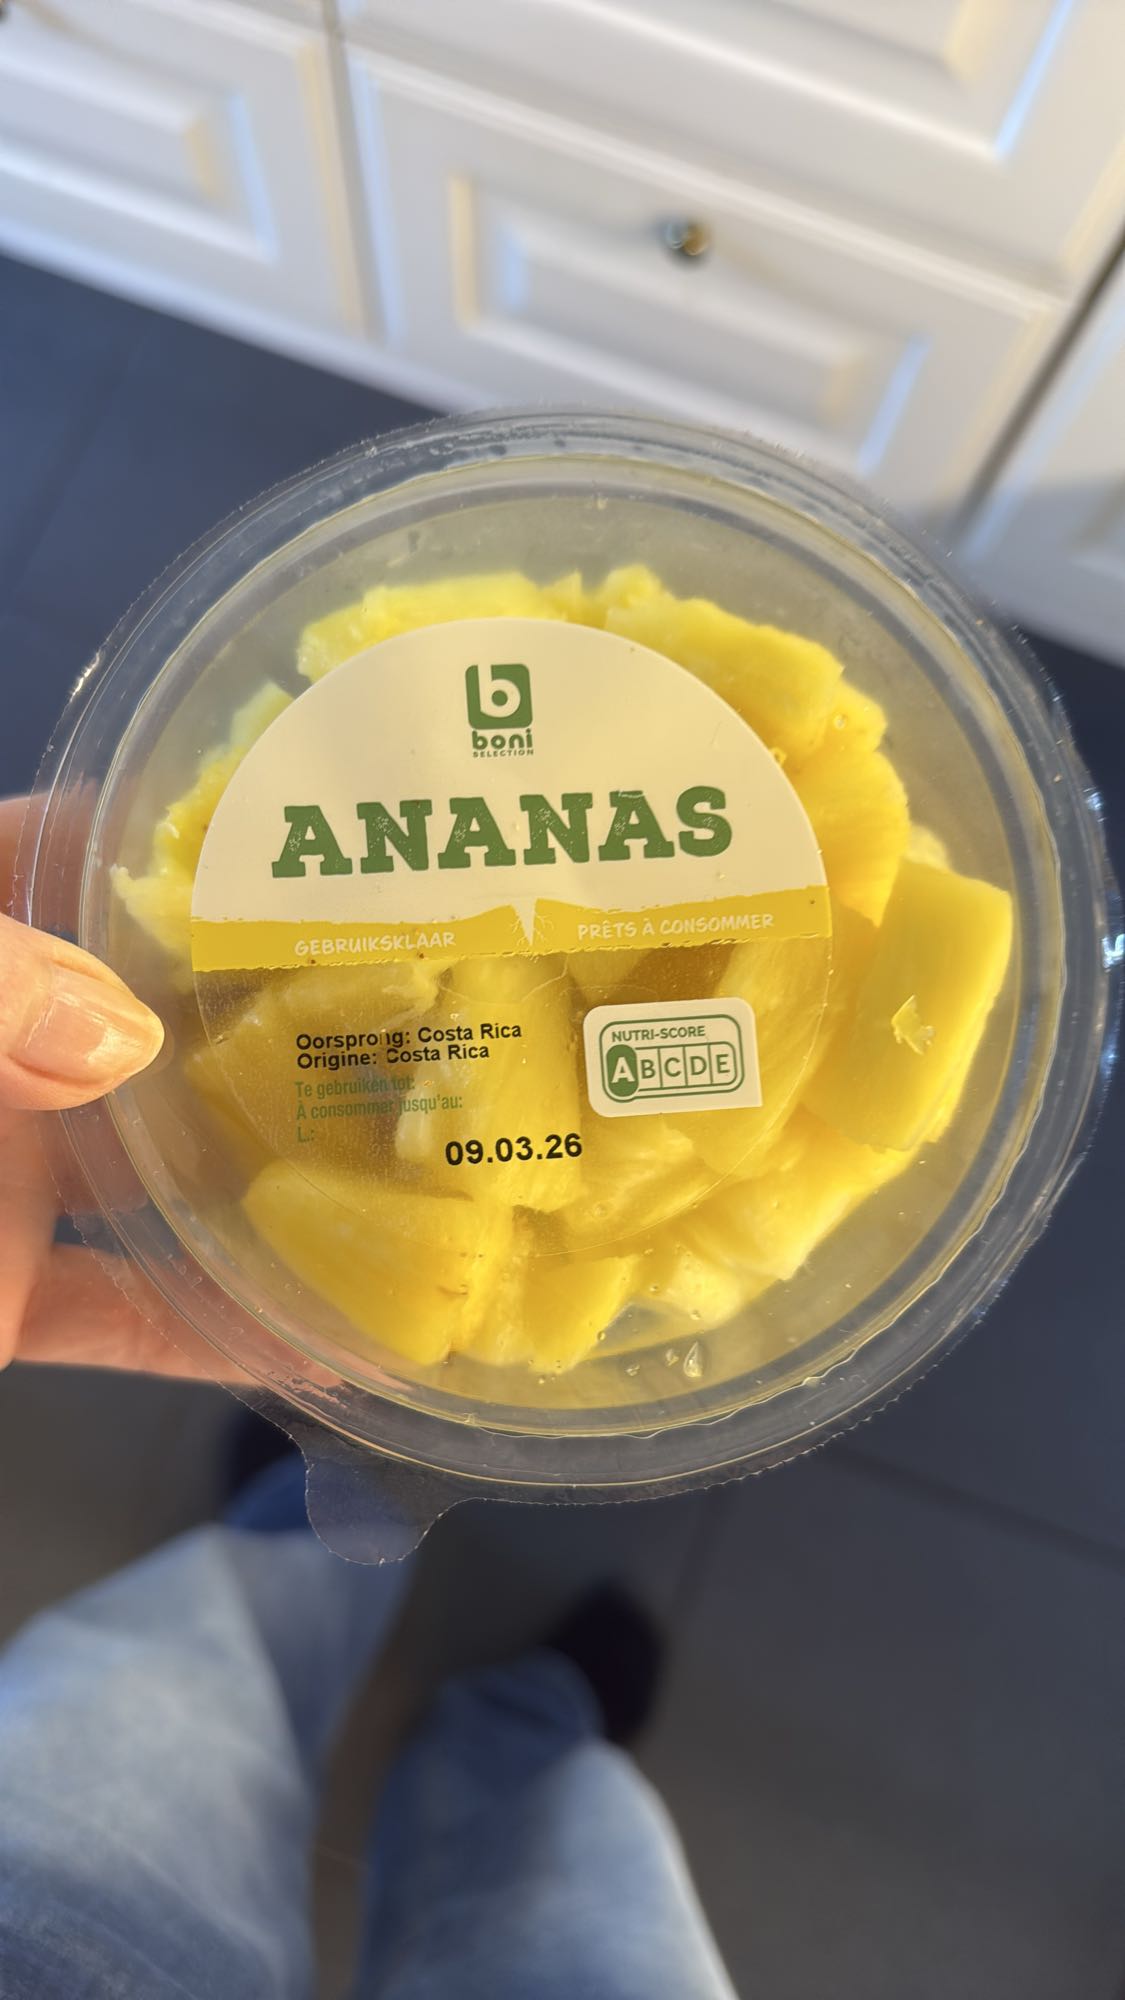 b
boni
SELECTION
ANANAS
GEBRUIKSKLAAR
PRÊTS À CONSOMMER
Oorsprong: Costa Rica
Origine: Costa Rica
Te gebruiken tot:
À consommer jusqu'au:
L.:
09.03.26
NUTRI-SCORE
ABCDE